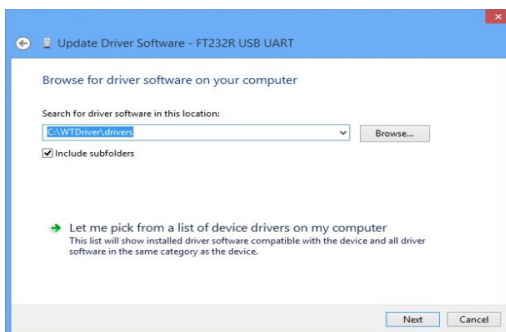 Update Driver Software - FT232R USB UART
Browse for driver software on your computer
Search for driver software in this location:
C:\WTDriver\drivers
Browse...
Include subfolders
Let me pick from a list of device drivers on my computer
This list will show installed driver software compatible with the device and all driver
software in the same category as the device.
Next
Cancel